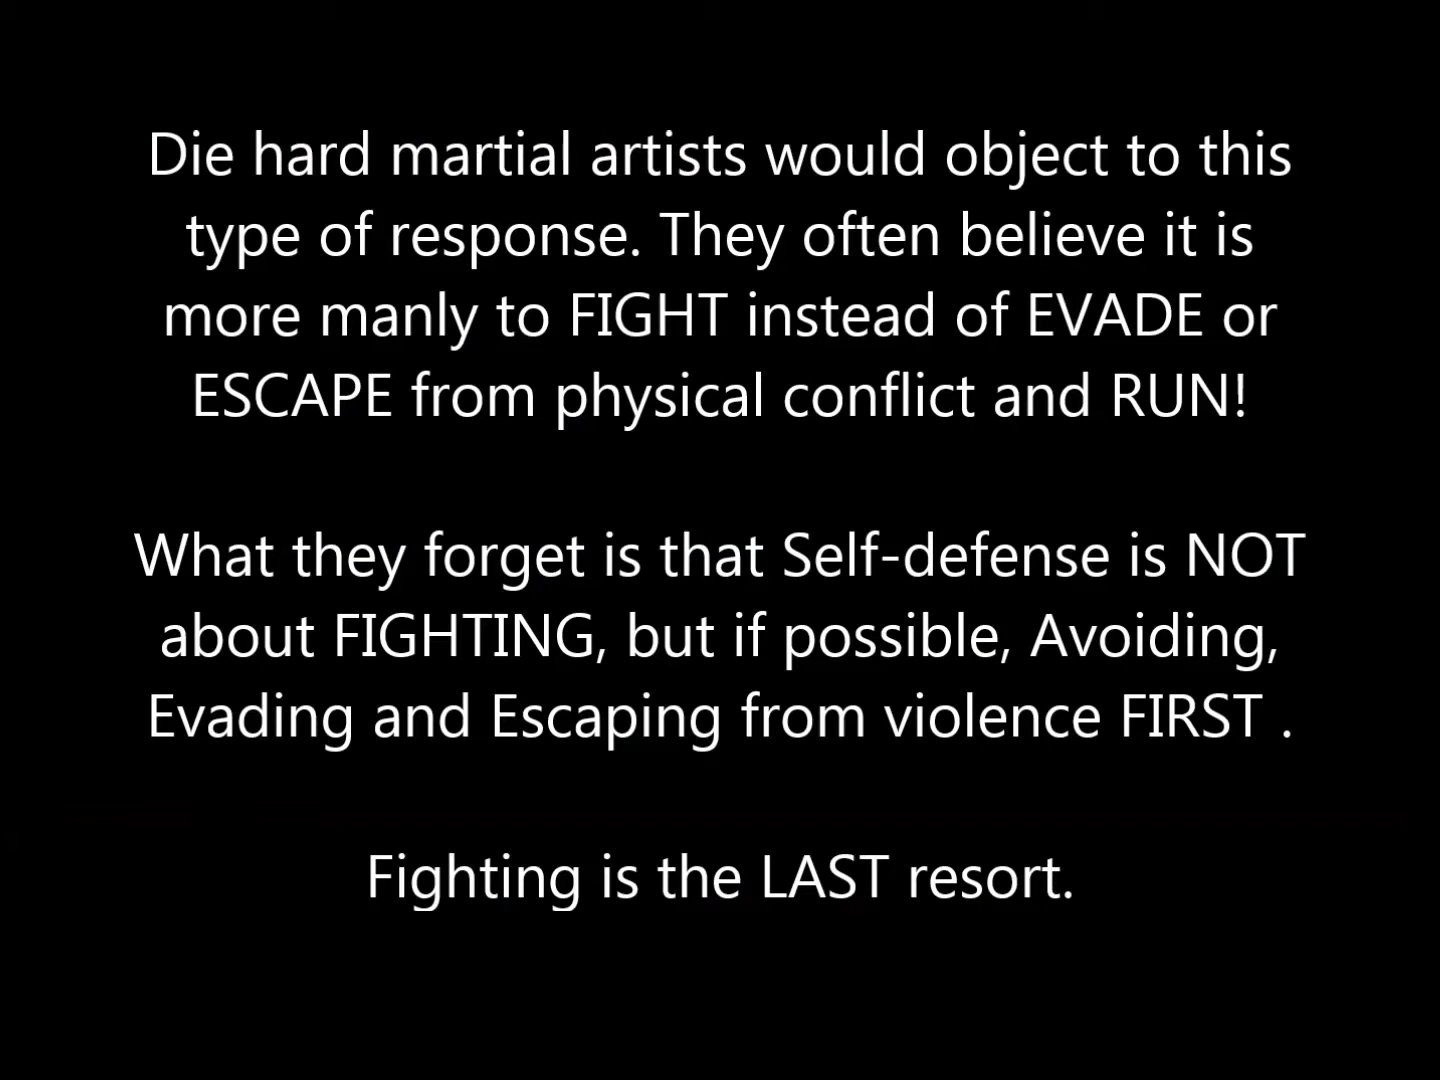 Die hard martial artists would object to this
type of response. They often believe it is
more manly to FIGHT instead of EVADE or
ESCAPE from physical conflict and RUN!
What they forget is that Self-defense is NOT
about FIGHTING, but if possible, Avoiding,
Evading and Escaping from violence FIRST .
Fighting is the LAST resort.